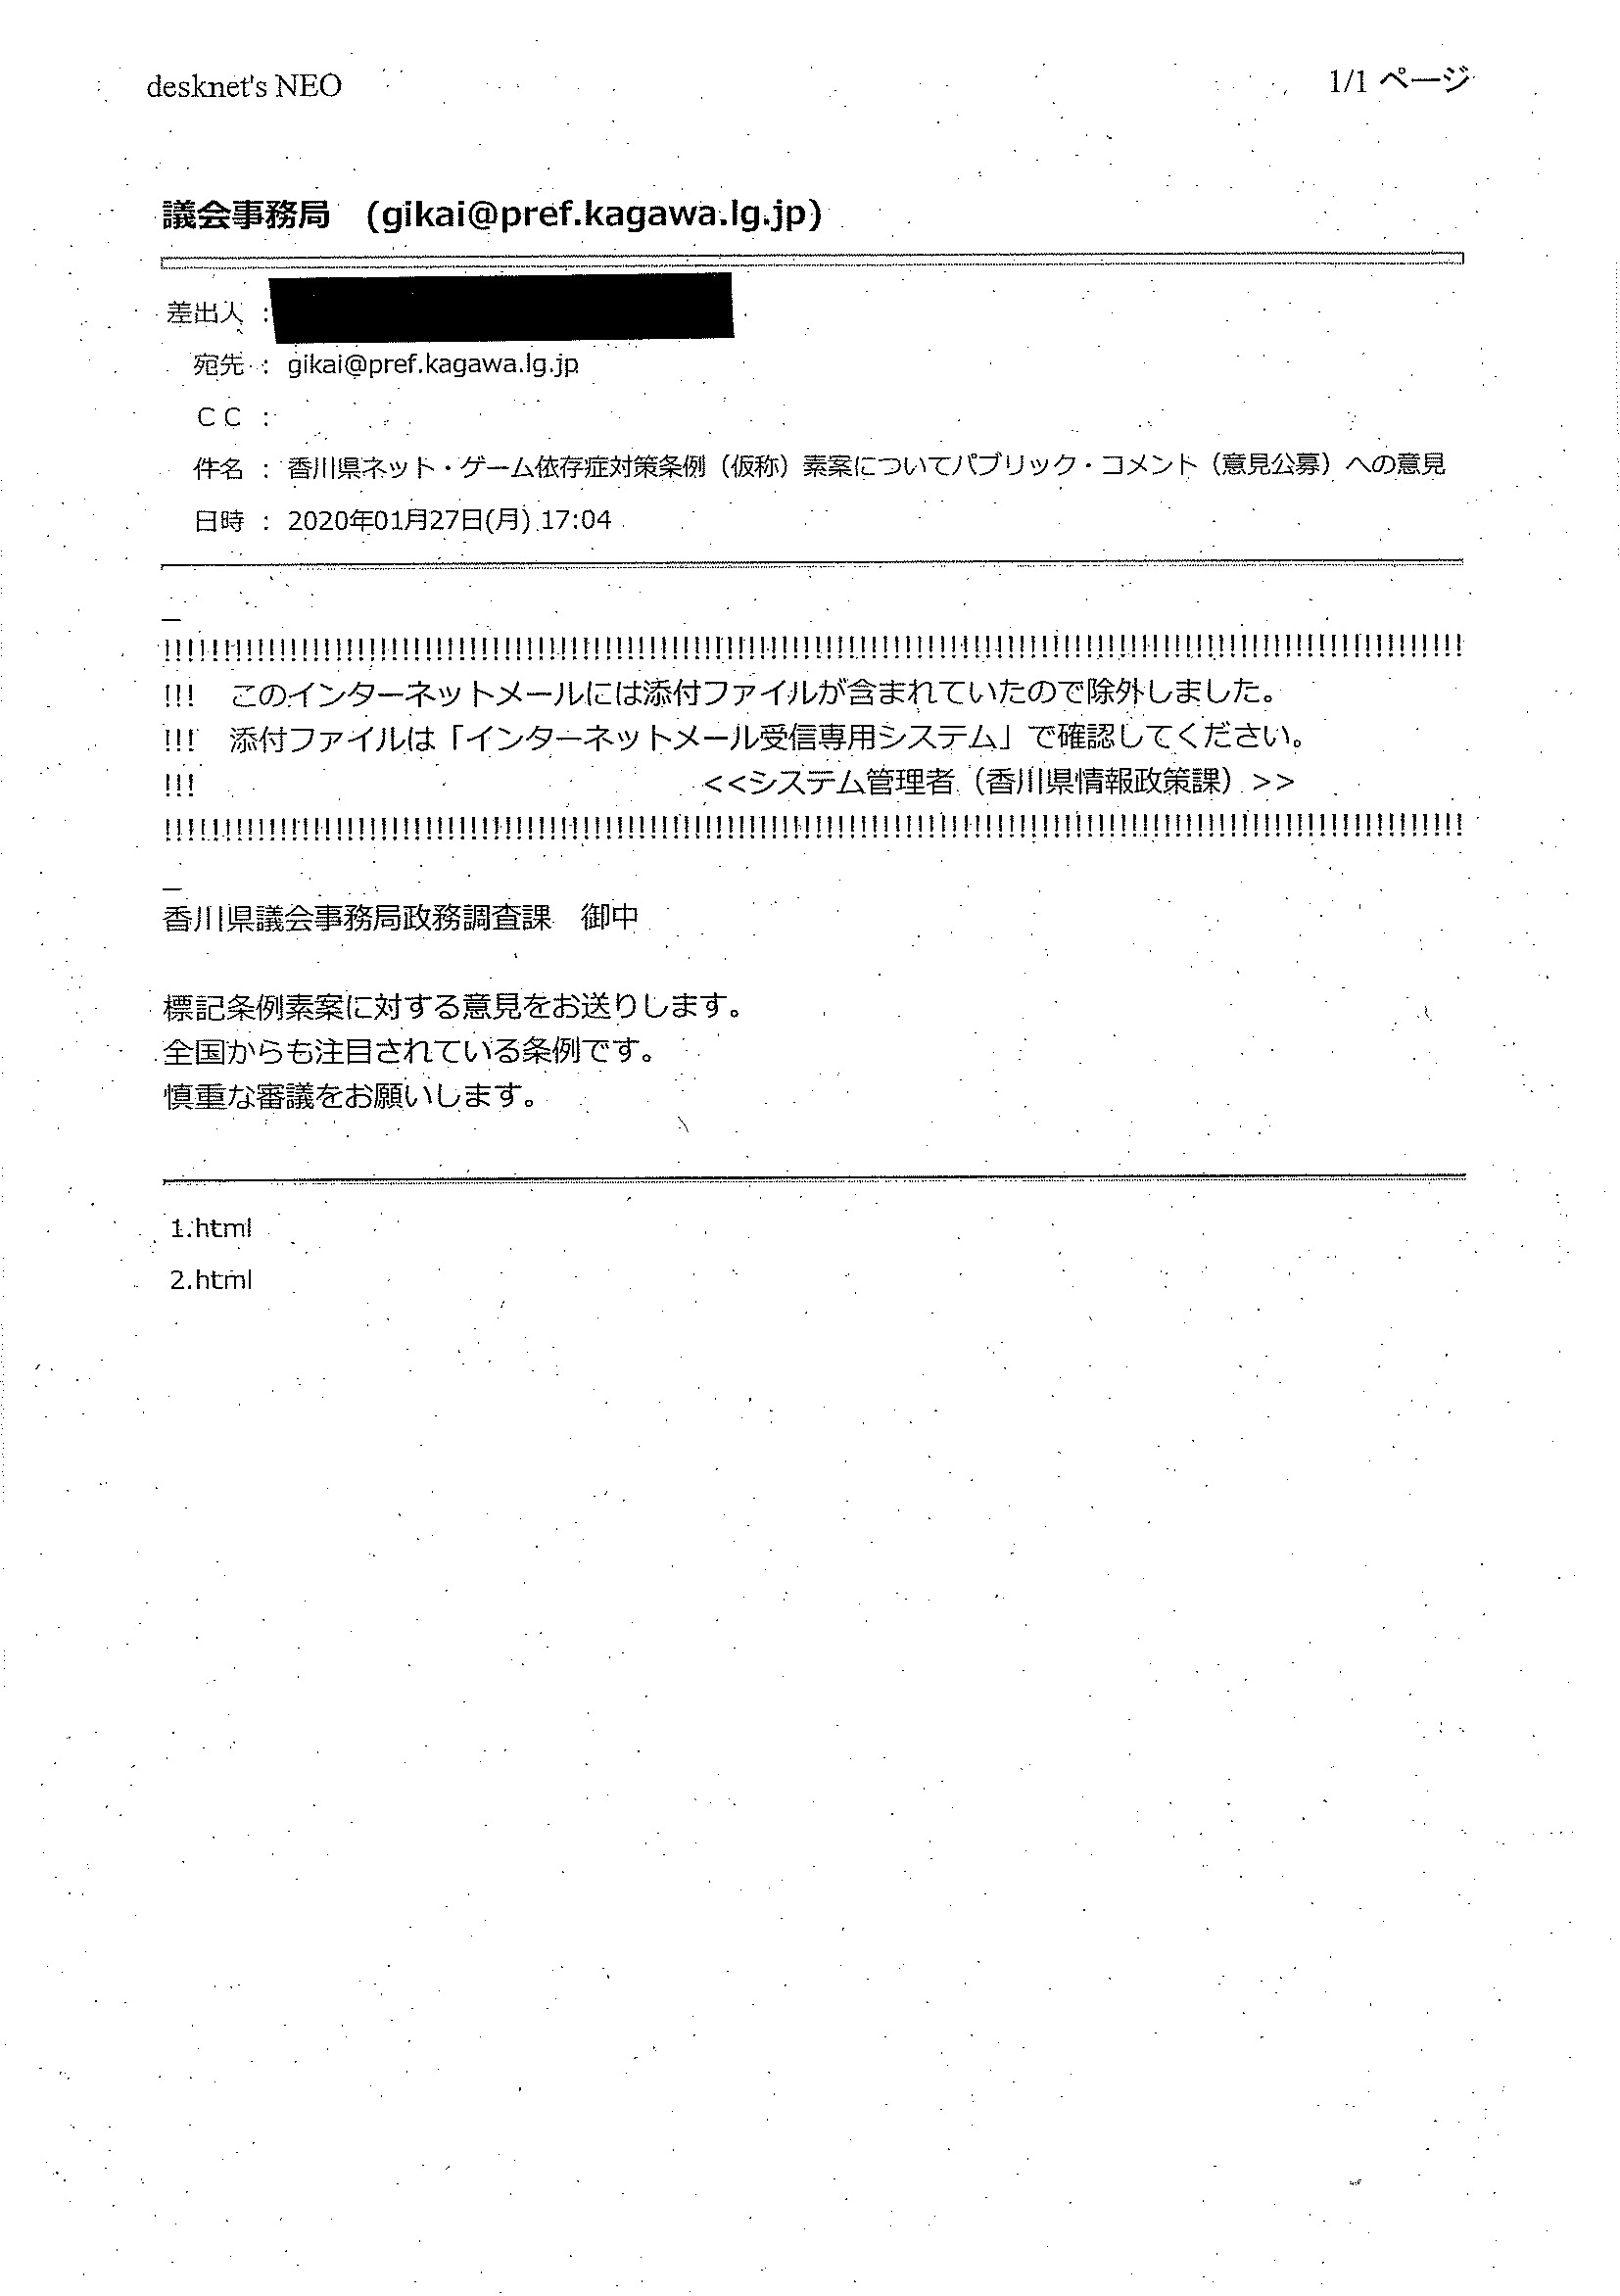 desknet's NEO 1/1 ページ
議会事務局 (gikai@pref.kagawa.lg.jp)
差出人 :
宛先 : gikai@pref.kagawa.lg.jp
CC :
件名 : 香川県ネット・ゲーム依存症対策条例（仮称）素案についてパブリック・コメント（意見公募）への意見
日時 : 2020年01月27日(月) 17:04
_
!!!!!!!!!!!!!!!!!!!!!!!!!!!!!!!!!!!!!!!!!!!!!!!!!!!!!!!!!!!!!!!!!!!!!!!!!!!!!!!!!!!!!!!!!!!!!!!!!!!!!!!!!!!!!!
!!! このインターネットメールには添付ファイルが含まれていたので除外しました。
!!! 添付ファイルは「インターネットメール受信専用システム」で確認してください。
!!! <<システム管理者（香川県情報政策課）>>
!!!!!!!!!!!!!!!!!!!!!!!!!!!!!!!!!!!!!!!!!!!!!!!!!!!!!!!!!!!!!!!!!!!!!!!!!!!!!!!!!!!!!!!!!!!!!!!!!!!!!!!!!!!!!!
_
香川県議会事務局政務調査課 御中
標記条例素案に対する意見をお送りします。
全国からも注目されている条例です。
慎重な審議をお願いします。
1.html
2.html